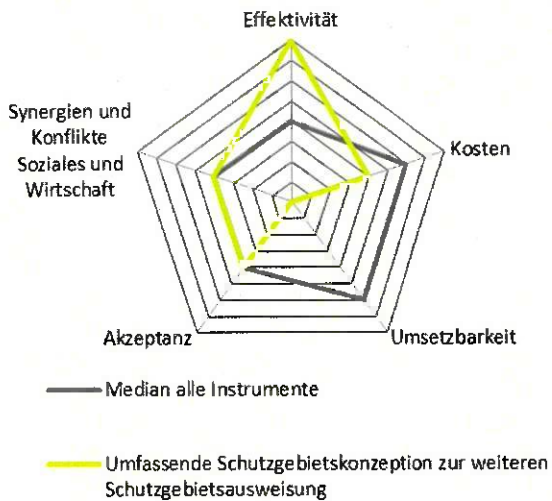 Effektivität
Synergien und
Konflikte
Soziales und
Wirtschaft
Kosten
Akzeptanz
Umsetzbarkeit
Median alle Instrumente
Umfassende Schutzgebietskonzeption zur weiteren
Schutzgebietsausweisung